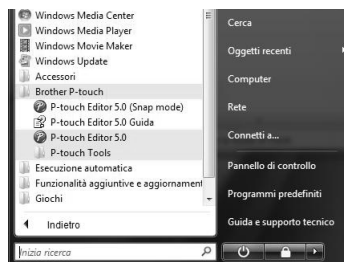 Windows Media Center
Windows Media Player
Windows Movie Maker
Windows Update
Accessori
Brother P-touch
P-touch Editor 5.0 (Snap mode)
P-touch Editor 5.0 Guida
P-touch Editor 5.0
P-touch Tools
Esecuzione automatica
Funzionalità aggiuntive e aggiornament
Giochi
Indietro
Inizia ricerca
Cerca
Oggetti recenti
Computer
Rete
Connetti a...
Pannello di controllo
Programmi predefiniti
Guida e supporto tecnico